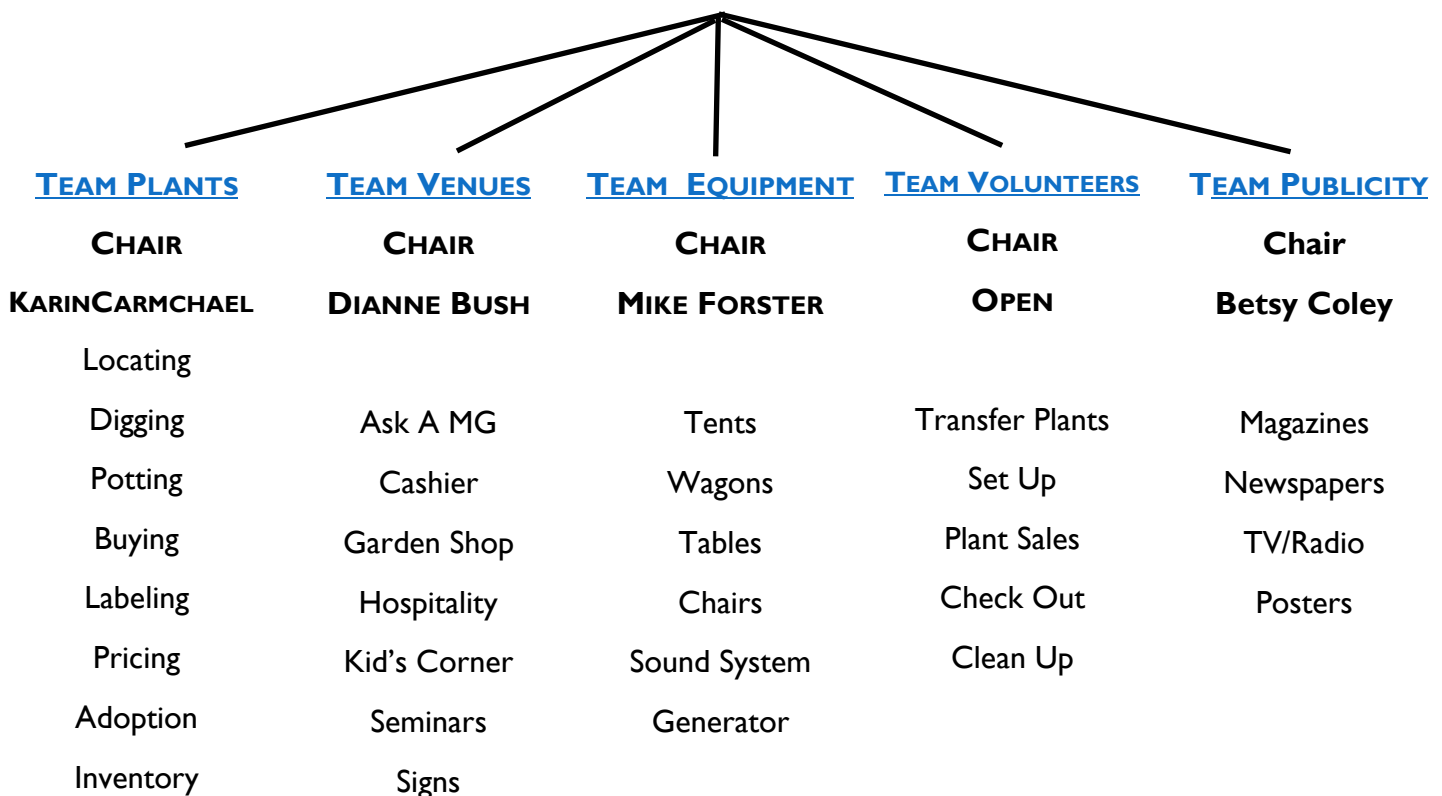 TEAM PLANTS
CHAIR
KARINCARMCHAEL
Locating
Digging
Potting
Buying
Labeling
Pricing
Adoption
Inventory
TEAM VENUES
CHAIR
DIANNE BUSH
Ask A MG
Cashier
Garden Shop
Hospitality
Kid's Corner
Seminars
Signs
TEAM EQUIPMENT
CHAIR
MIKE FORSTER
Tents
Wagons
Tables
Chairs
Sound System
Generator
TEAM VOLUNTEERS
CHAIR
OPEN
Transfer Plants
Set Up
Plant Sales
Check Out
Clean Up
TEAM PUBLICITY
Chair
Betsy Coley
Magazines
Newspapers
TV/Radio
Posters